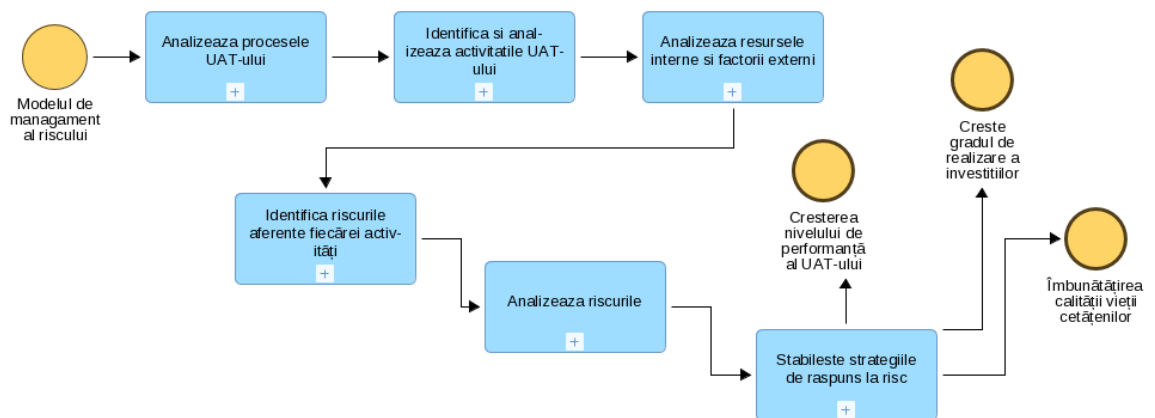 Modelul de
managament
al riscului
Analizeaza procesele
UAT-ului
Identifica si anal-
izeaza activitatile UAT-
ului
Analizeaza resursele
interne si factorii externi
Identifica riscurile
aferente fiecărei activ-
ități
Analizeaza riscurile
Stabileste strategiile
de raspuns la risc
Cresterea
nivelului de
performanță
al UAT-ului
Creste
gradul de
realizare a
investitiilor
Îmbunătățirea
calității vieții
cetățenilor